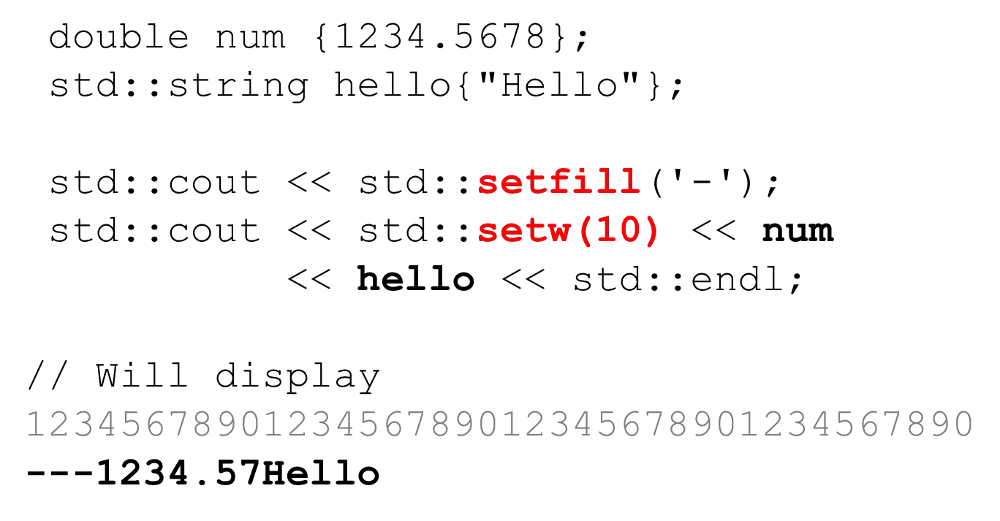 double num {1234.5678};
std::string hello{"Hello"};
std::cout << std::setfill('-');
std::cout << std::setw(10) << num
<< hello << std::endl;
// Will display
1234567890123456789012345678901234567890
---1234.57Hello